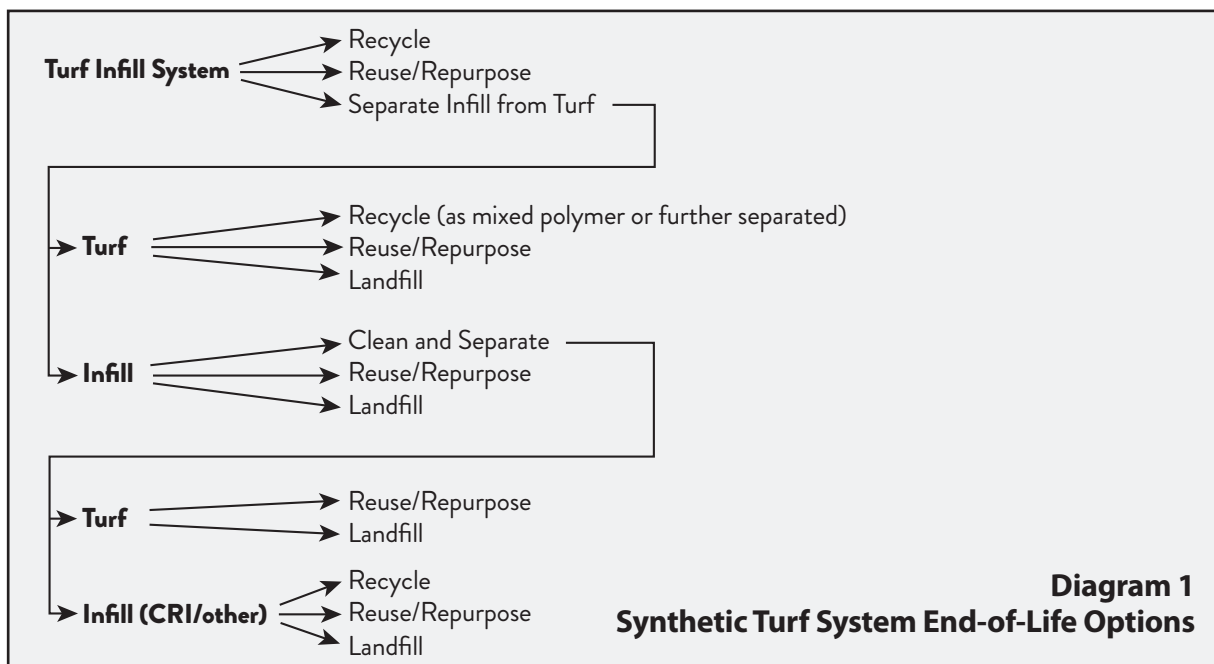 Turf Infill System
Recycle
Reuse/Repurpose
Separate Infill from Turf
Turf
Recycle (as mixed polymer or further separated)
Reuse/Repurpose
Landfill
Infill
Clean and Separate
Reuse/Repurpose
Landfill
Turf
Reuse/Repurpose
Landfill
Infill (CRI/other)
Recycle
Reuse/Repurpose
Landfill
Diagram 1
Synthetic Turf System End-of-Life Options